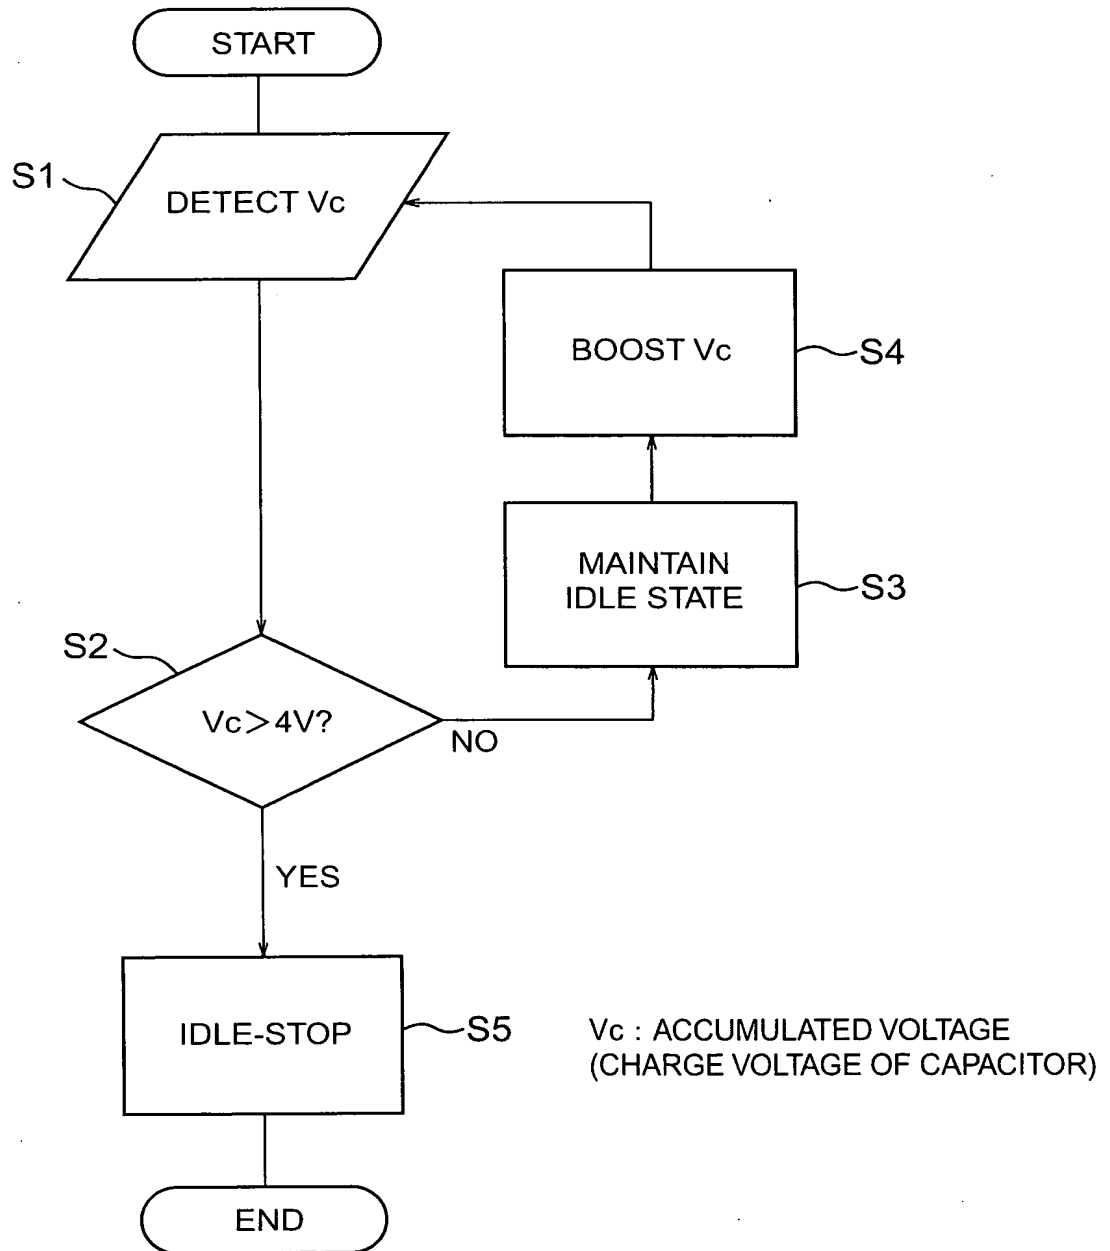 START
S1
DETECT Vc
BOOST Vc
S4
MAINTAIN
IDLE STATE
S3
S2
Vc>4V?
NO
YES
IDLE-STOP
S5
Vc : ACCUMULATED VOLTAGE
(CHARGE VOLTAGE OF CAPACITOR)
END